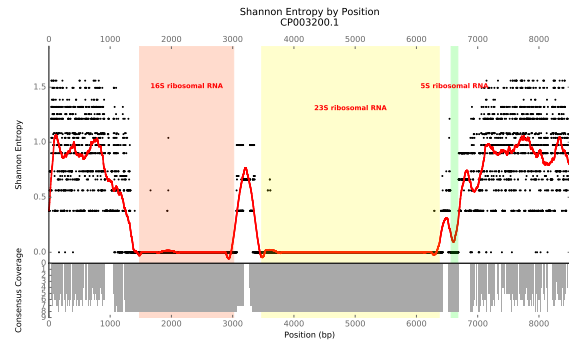 Shannon Entropy by Position
CP003200.1
0 1000 2000 3000 4000 5000 6000 7000 8000
16S ribosomal RNA
5S ribosomal RNA
23S ribosomal RNA
Shannon Entropy
1.5
1.0
0.5
0.0
Consensus Coverage
0 1000 2000 3000 4000 5000 6000 7000 8000
Position (bp)